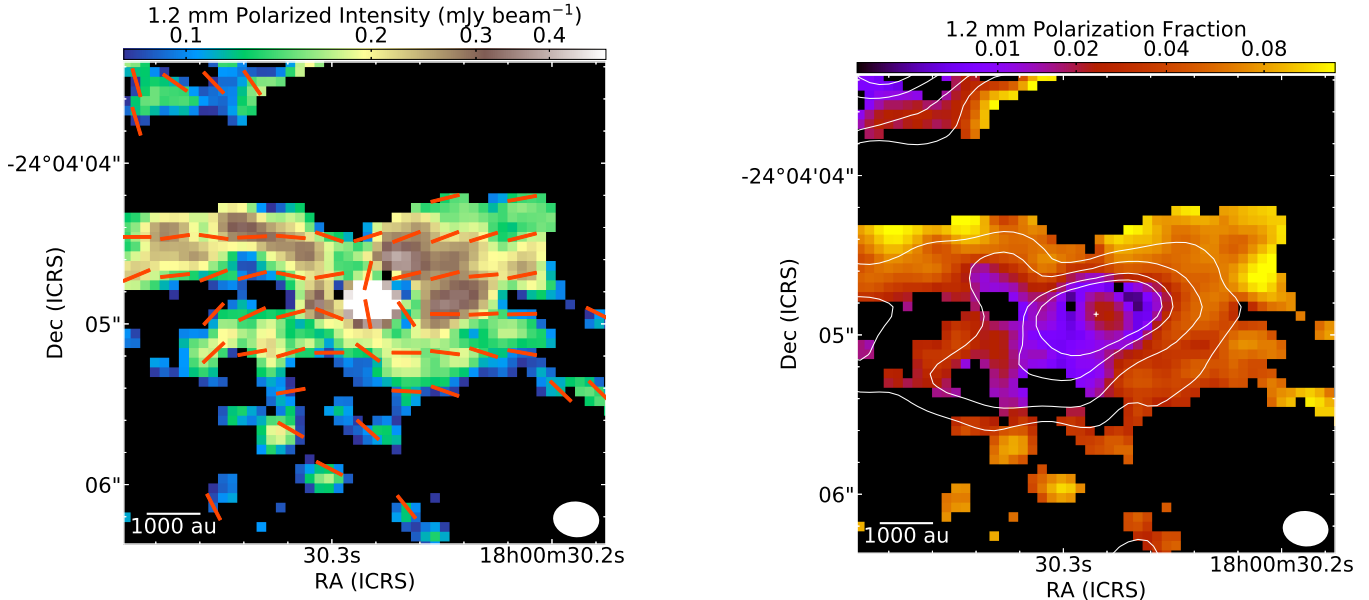 1.2 mm Polarized Intensity (mJy beam⁻¹)
0.1 0.2 0.3 0.4
-24°04'04"
05"
06"
Dec (ICRS)
1000 au
30.3s 18h00m30.2s
RA (ICRS)
1.2 mm Polarization Fraction
0.01 0.02 0.04 0.08
-24°04'04"
05"
06"
Dec (ICRS)
1000 au
30.3s 18h00m30.2s
RA (ICRS)